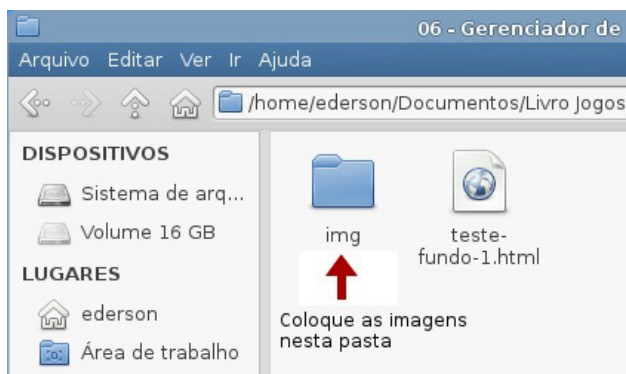 06 - Gerenciador de
Arquivo Editar Ver Ir Ajuda
/home/ederson/Documentos/Livro Jogos
DISPOSITIVOS
Sistema de arq...
Volume 16 GB
LUGARES
ederson
Área de trabalho
img
teste-
fundo-1.html
Coloque as imagens
nesta pasta